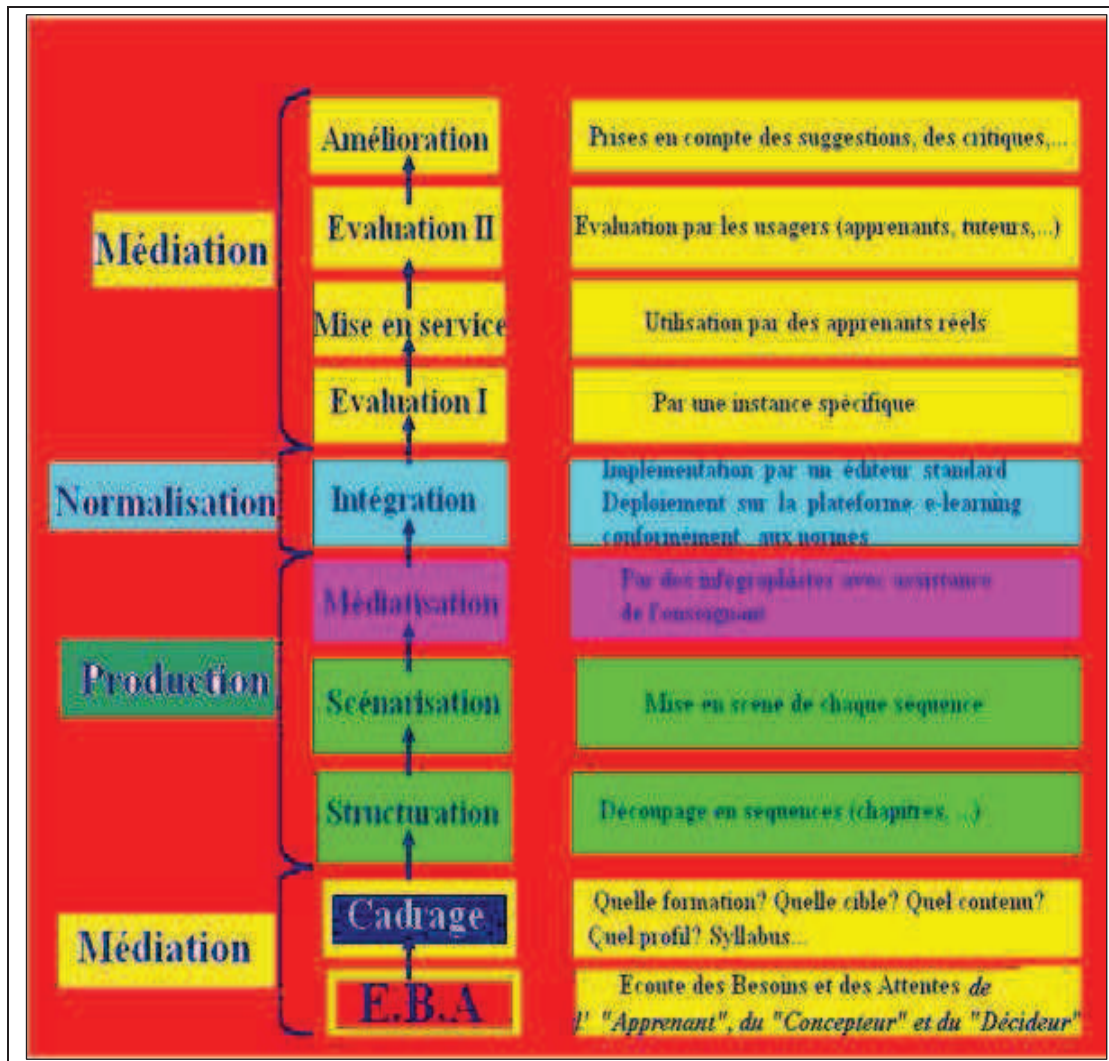 Médiation
Amélioration
Prises en compte des suggestions, des critiques,...
Evaluation II
Evaluation par les usagers (apprenants, tuteurs,...)
Mise en service
Utilisation par des apprenants réels
Evaluation I
Par une instance spécifique
Normalisation
Intégration
Implémentation par un éditeur standard
Deploiement sur la plateforme e-learning
conformément aux normes
Production
Médiatisation
Par des infographistes avec assistance
de l'enseignant
Scénarisation
Mise en scène de chaque séquence
Structuration
Découpage en sequences (chapitres, ...)
Médiation
Cadrage
Quelle formation? Quelle cible? Quel contenu?
Quel profil? Syllabus...
E.B.A
Ecoute des Besoins et des Attentes de
l' "Apprenant", du "Concepteur" et du "Décideur"